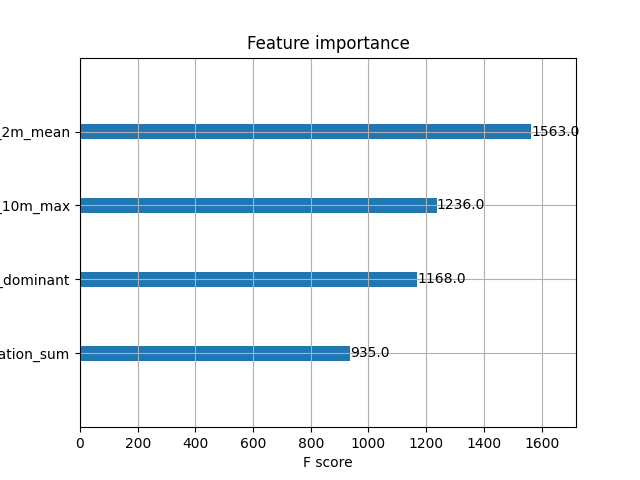 Feature importance
_2m_mean
1563.0
_10m_max
1236.0
_dominant
1168.0
ation_sum
935.0
0 200 400 600 800 1000 1200 1400 1600
F score